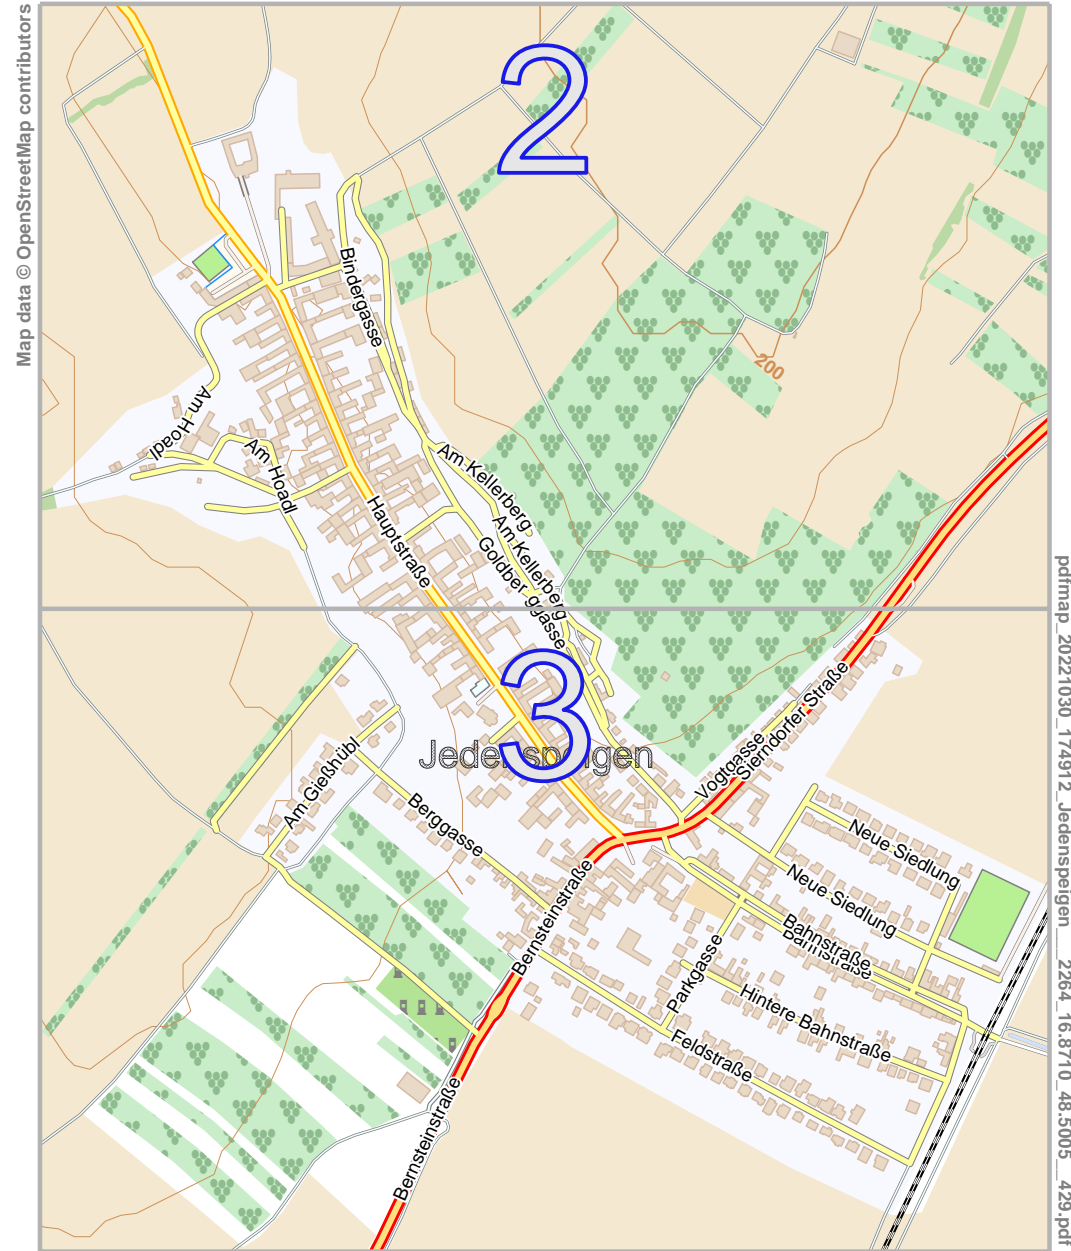 Map data © OpenStreetMap contributors
2
Bindergasse
200
Am Hoadl
Am Hoadl
Am Kellerberg
Hauptstraße
Am Kellerberg
Goldberggasse
3
Jedenspeigen
Sierndorfer Straße
Vogtgasse
Am Gießhübl
Berggasse
Neue Siedlung
Neue Siedlung
Bernsteinstraße
Bahnstraße
Bahnstraße
Parkgasse
Hintere Bahnstraße
Feldstraße
Bernsteinstraße
pdfmap_20221030_174912_Jedenspeigen___2264_16.8710_48.5005__429.pdf